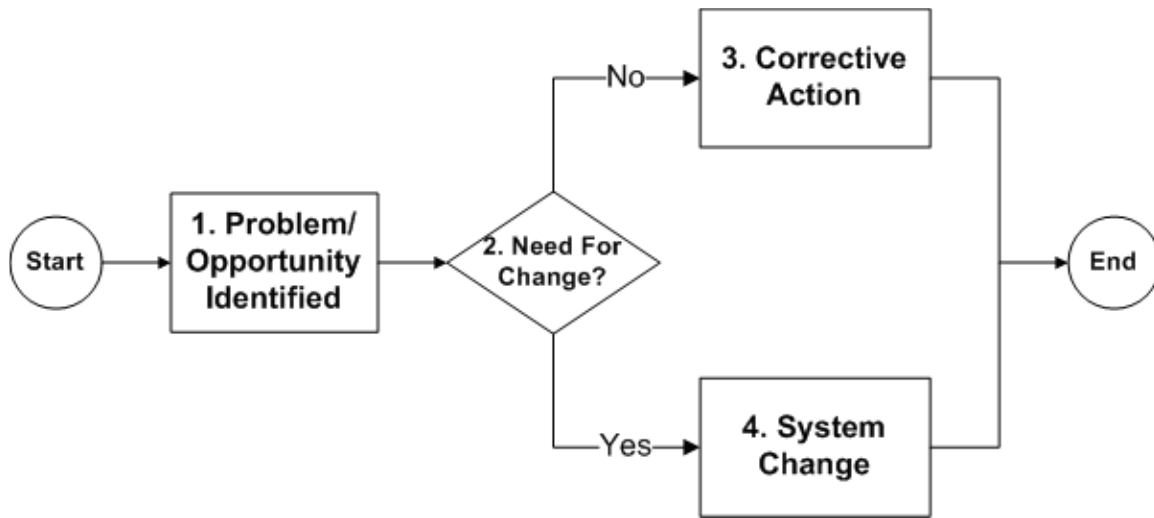 Start
1. Problem/
Opportunity
Identified
2. Need For
Change?
No
3. Corrective
Action
Yes
4. System
Change
End